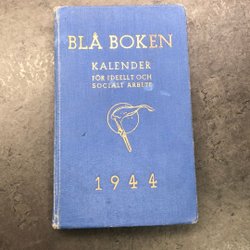 BLÅ BOKEN
KALENDER
FÖR IDEELLT OCH
SOCIALT ARBETE
1944